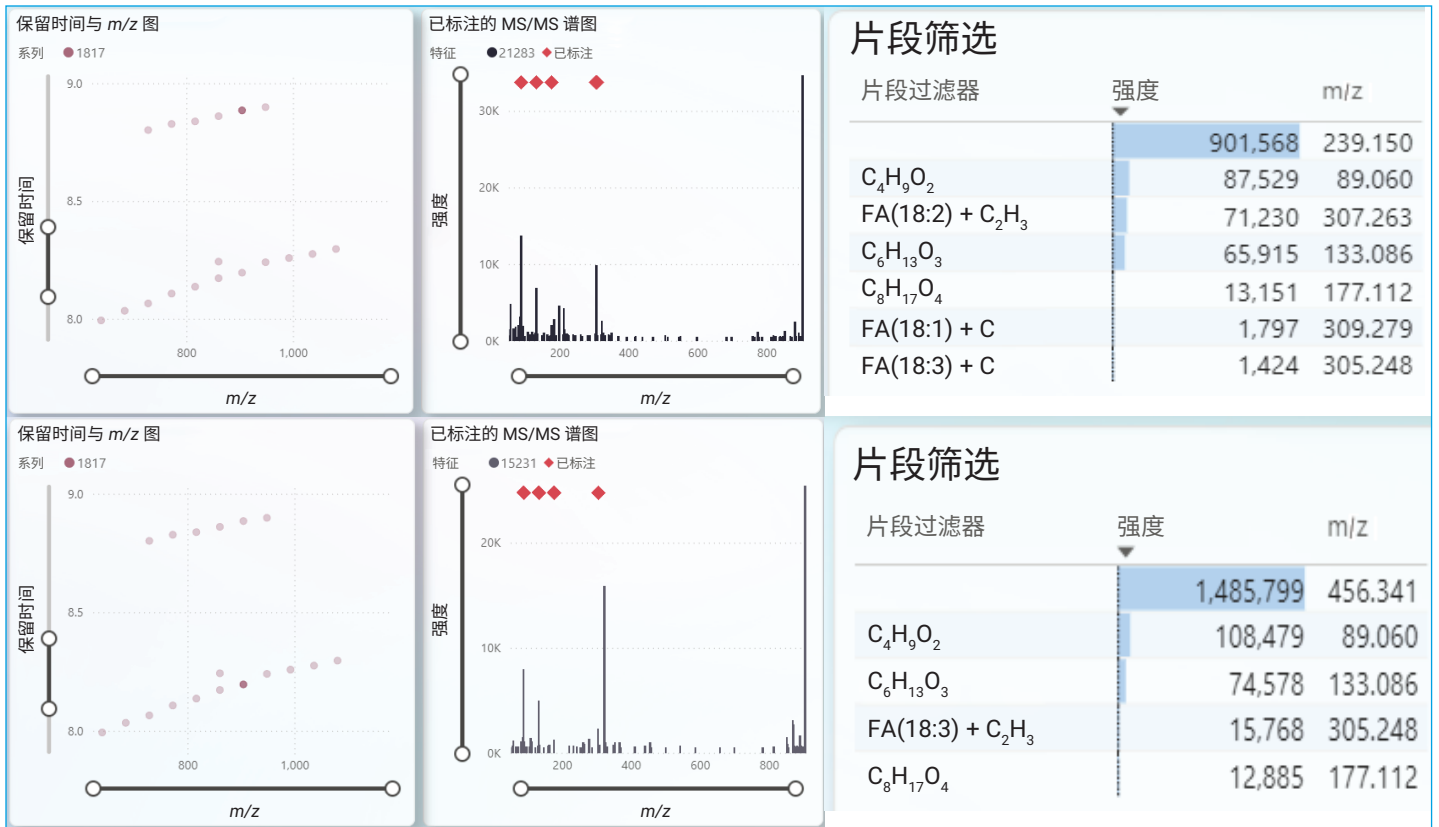 保留时间与 m/z 图
系列 1817
9.0
8.5
8.0
保留时间
800 1,000
m/z
已标注的 MS/MS 谱图
特征 21283 已标注
30K
20K
10K
0K
强度
200 400 600 800
m/z
片段筛选
片段过滤器 强度 m/z
901,568 239.150
C₄H₉O₂ 87,529 89.060
FA(18:2) + C₂H₃ 71,230 307.263
C₆H₁₃O₃ 65,915 133.086
C₈H₁₇O₄ 13,151 177.112
FA(18:1) + C 1,797 309.279
FA(18:3) + C 1,424 305.248
保留时间与 m/z 图
系列 1817
9.0
8.5
8.0
保留时间
800 1,000
m/z
已标注的 MS/MS 谱图
特征 15231 已标注
20K
10K
0K
强度
200 400 600 800
m/z
片段筛选
片段过滤器 强度 m/z
1,485,799 456.341
C₄H₉O₂ 108,479 89.060
C₆H₁₃O₃ 74,578 133.086
FA(18:3) + C₂H₃ 15,768 305.248
C₈H₁₇O₄ 12,885 177.112